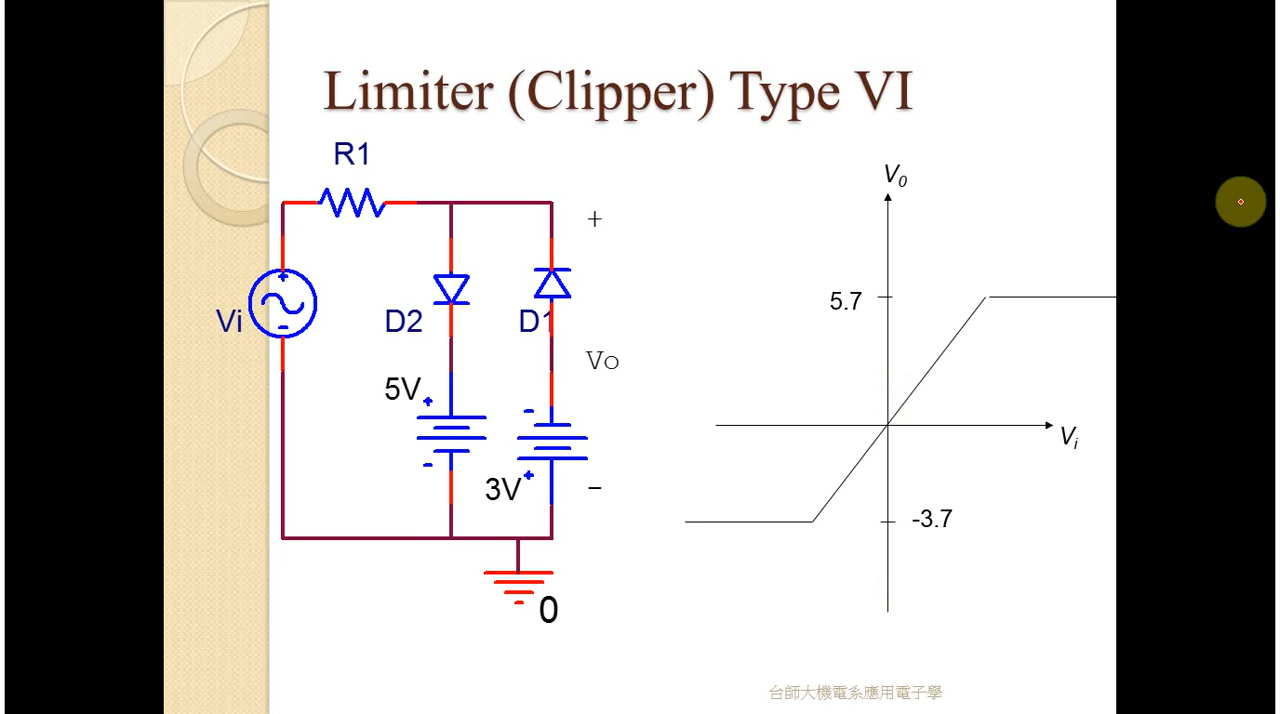 Limiter (Clipper) Type VI
R1
+
Vi
+
-
D2
D1
5V
+
-
Vo
-
3V
+
−
0
V0
5.7
Vi
-3.7
台師大機電系應用電子學